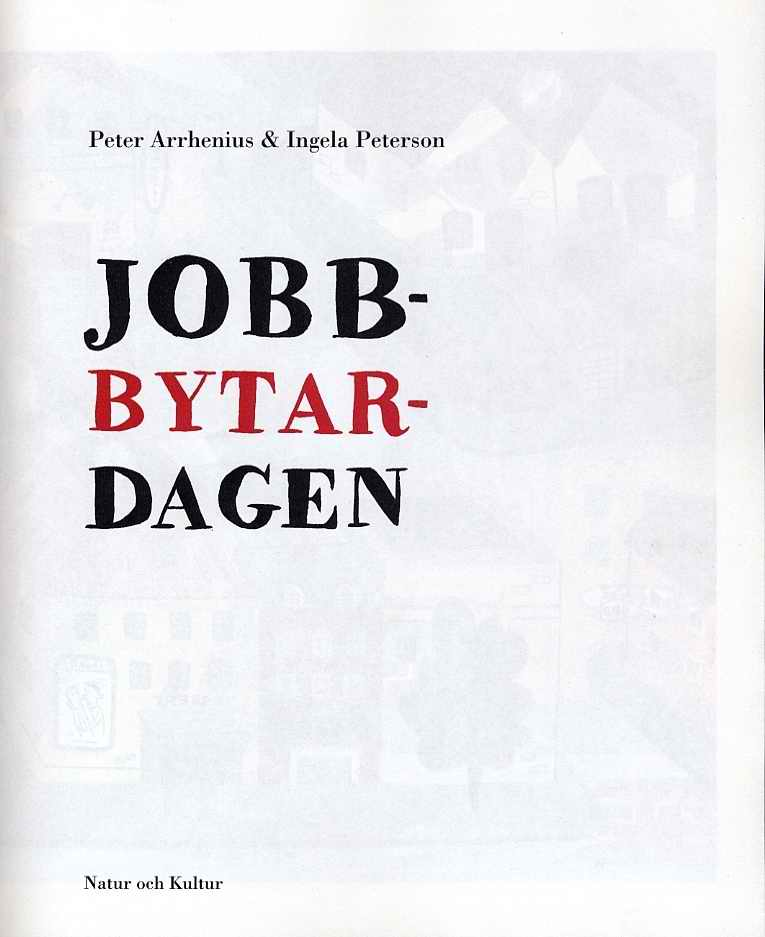 Peter Arrhenius & Ingela Peterson
JOBB-
BYTAR-
DAGEN
Natur och Kultur